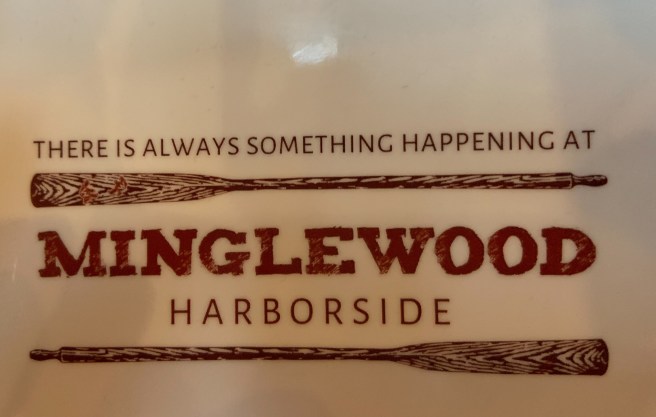 THERE IS ALWAYS SOMETHING HAPPENING AT
MINGLEWOOD
HARBORSIDE